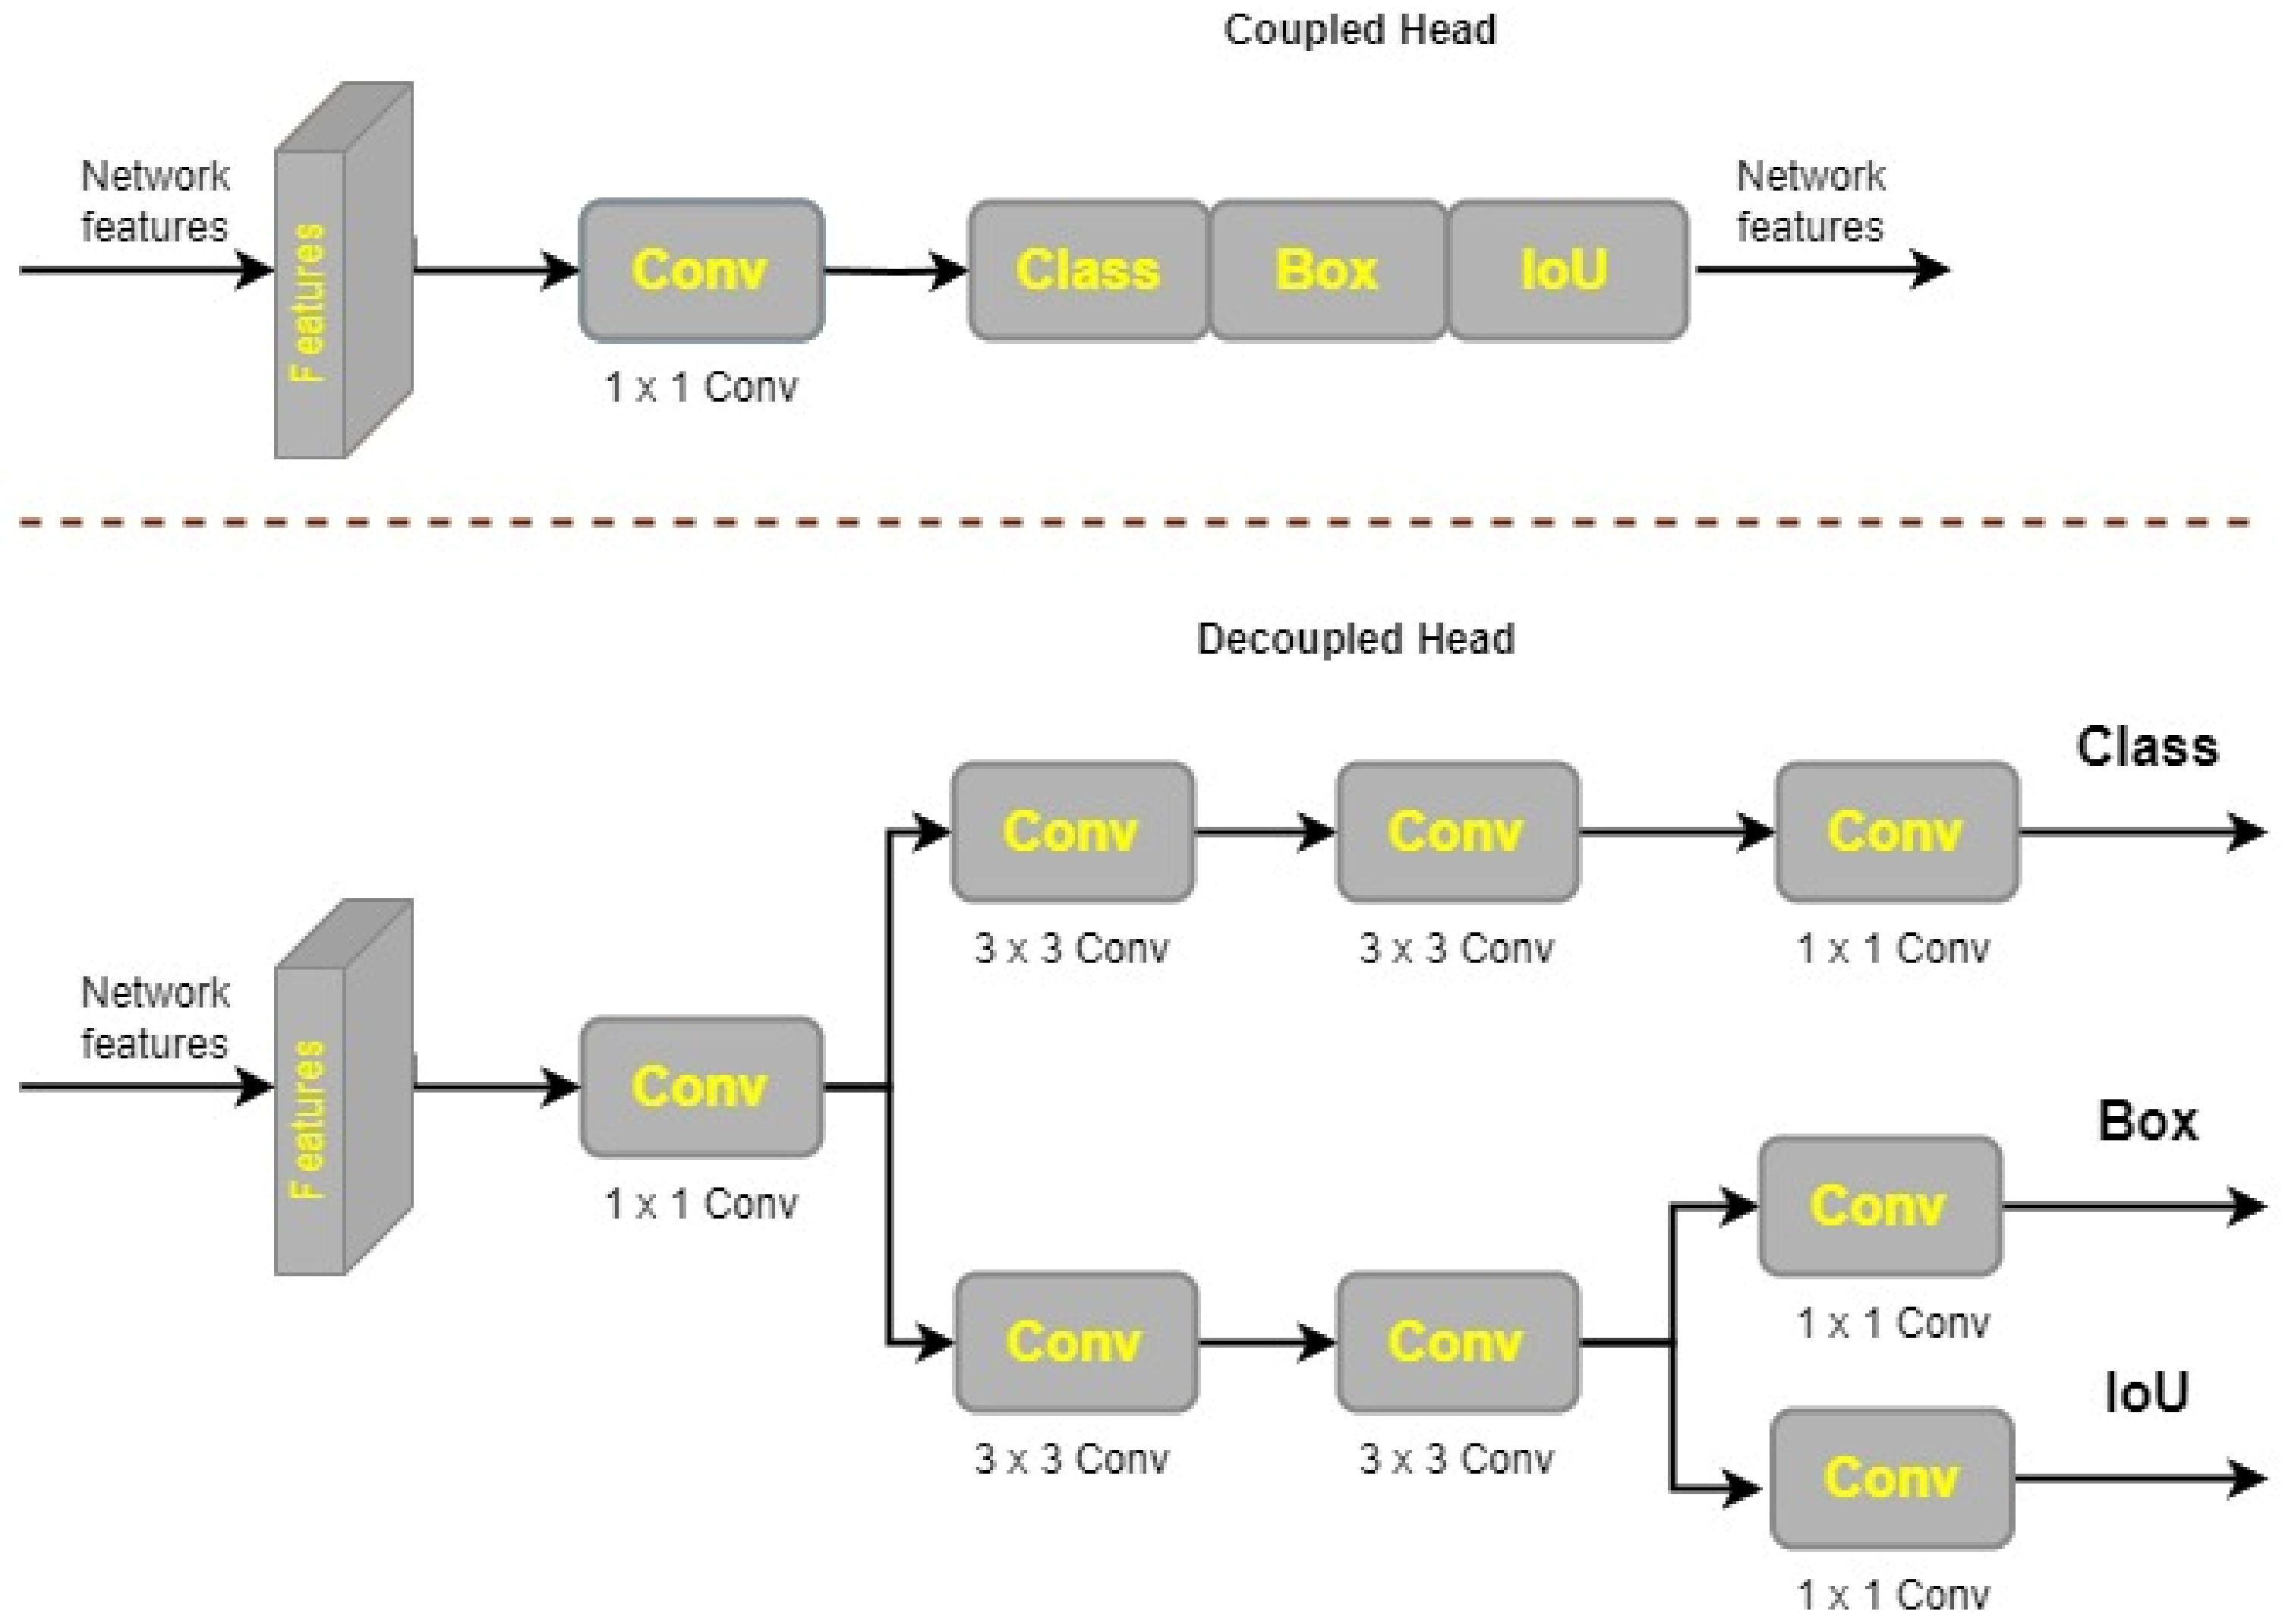 Coupled Head
Network
features
Features
Conv
1 x 1 Conv
Class
Box
IoU
Network
features
Decoupled Head
Network
features
Features
Conv
1 x 1 Conv
Conv
3 x 3 Conv
Conv
3 x 3 Conv
Conv
1 x 1 Conv
Class
Conv
3 x 3 Conv
Conv
3 x 3 Conv
Conv
1 x 1 Conv
Box
Conv
1 x 1 Conv
IoU